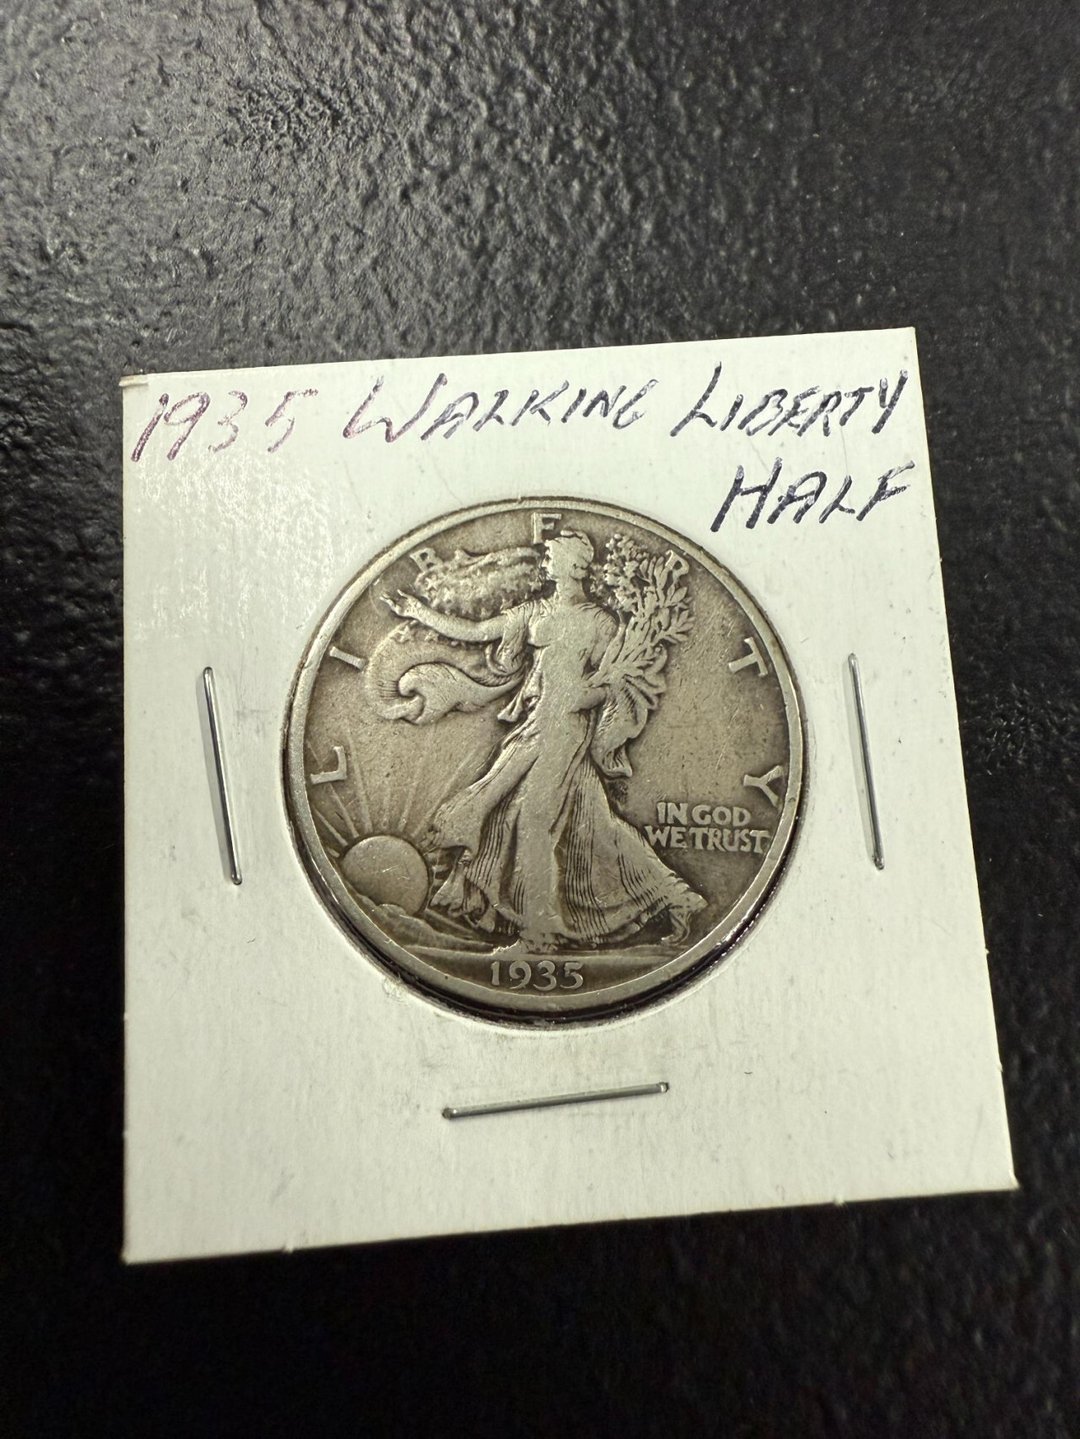 1935 WALKING LIBERTY
HALF
LIBERTY
IN GOD
WE TRUST
1935